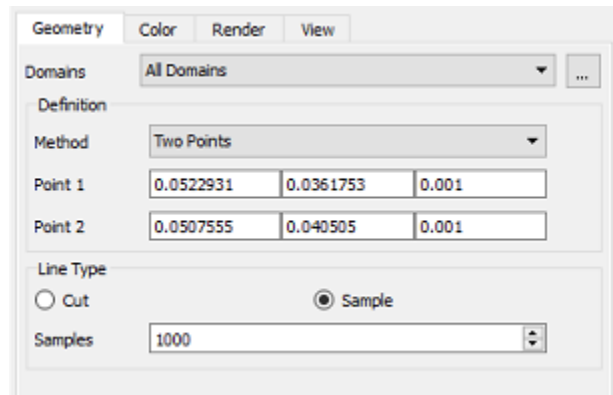 Geometry Color Render View
Domains All Domains ...
Definition
Method Two Points
Point 1 0.0522931 0.0361753 0.001
Point 2 0.0507555 0.040505 0.001
Line Type
Cut Sample
Samples 1000